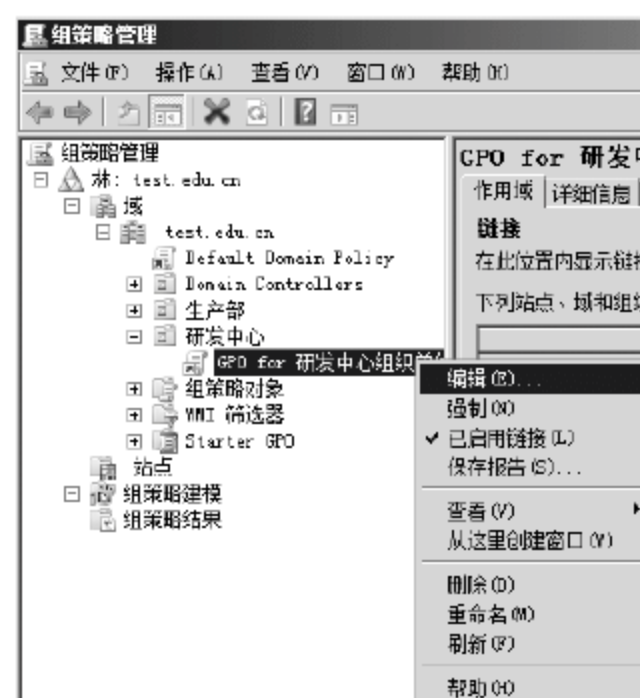 组策略管理
文件(F) 操作(A) 查看(V) 窗口(W) 帮助(H)
组策略管理
林: test.edu.cn
域
test.edu.cn
Default Domain Policy
Domain Controllers
生产部
研发中心
GPO for 研发中心组织单
组策略对象
WMI 筛选器
Starter GPO
站点
组策略建模
组策略结果
GPO for 研发中
作用域 详细信息
链接
在此位置内显示链接
下列站点、域和组织
编辑(E)...
强制(N)
已启用链接(L)
保存报告(S)...
查看(V)
从这里创建窗口(W)
删除(D)
重命名(M)
刷新(F)
帮助(H)